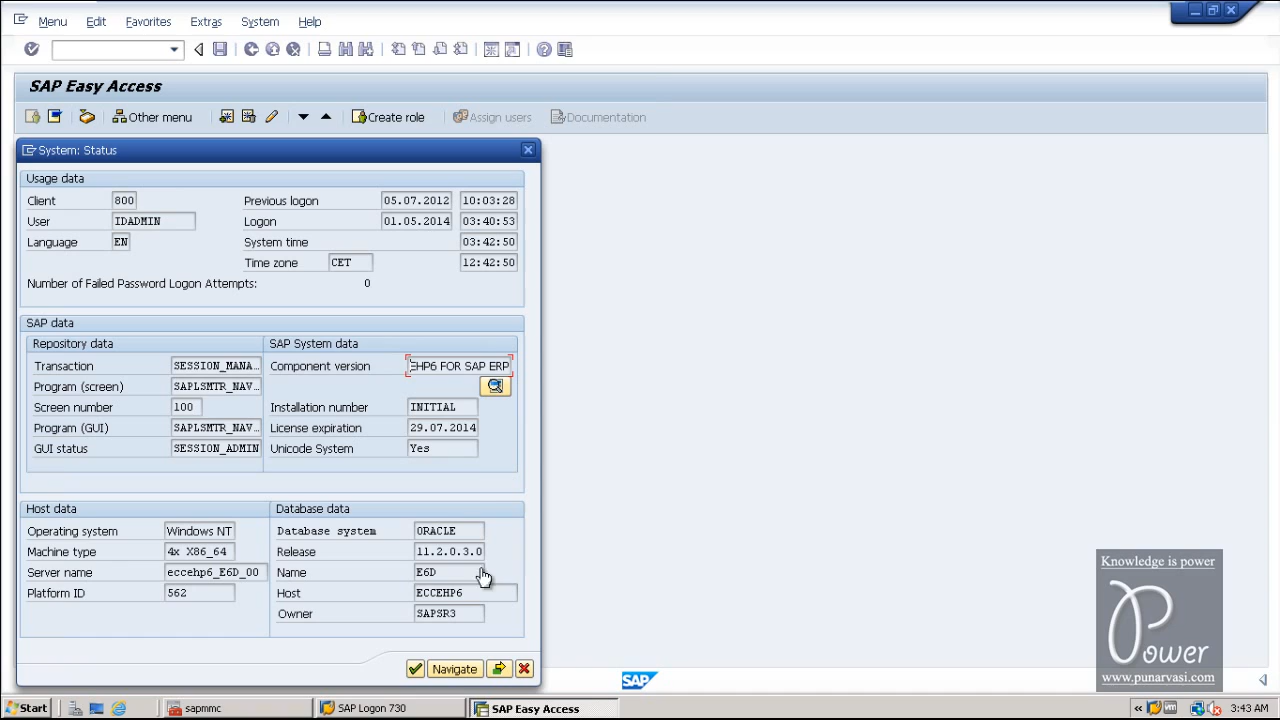 Menu Edit Favorites Extras System Help
SAP Easy Access
Other menu Create role Assign users Documentation
System: Status
Usage data
Client 800 Previous logon 05.07.2012 10:03:28
User IDADMIN Logon 01.05.2014 03:40:53
Language EN System time 03:42:50
Time zone CET 12:42:50
Number of Failed Password Logon Attempts: 0
SAP data
Repository data SAP System data
Transaction SESSION_MANA... Component version EHP6 FOR SAP ERP
Program (screen) SAPLSMTR_NAV...
Screen number 100 Installation number INITIAL
Program (GUI) SAPLSMTR_NAV... License expiration 29.07.2014
GUI status SESSION_ADMIN Unicode System Yes
Host data Database data
Operating system Windows NT Database system ORACLE
Machine type 4x X86_64 Release 11.2.0.3.0
Server name eccehp6_E6D_00 Name E6D
Platform ID 562 Host ECCEHP6
Owner SAPSR3
Navigate
Knowledge is power
Power
www.punarvasi.com
SAP
Start sapmmc SAP Logon 730 SAP Easy Access « vm 3:43 AM